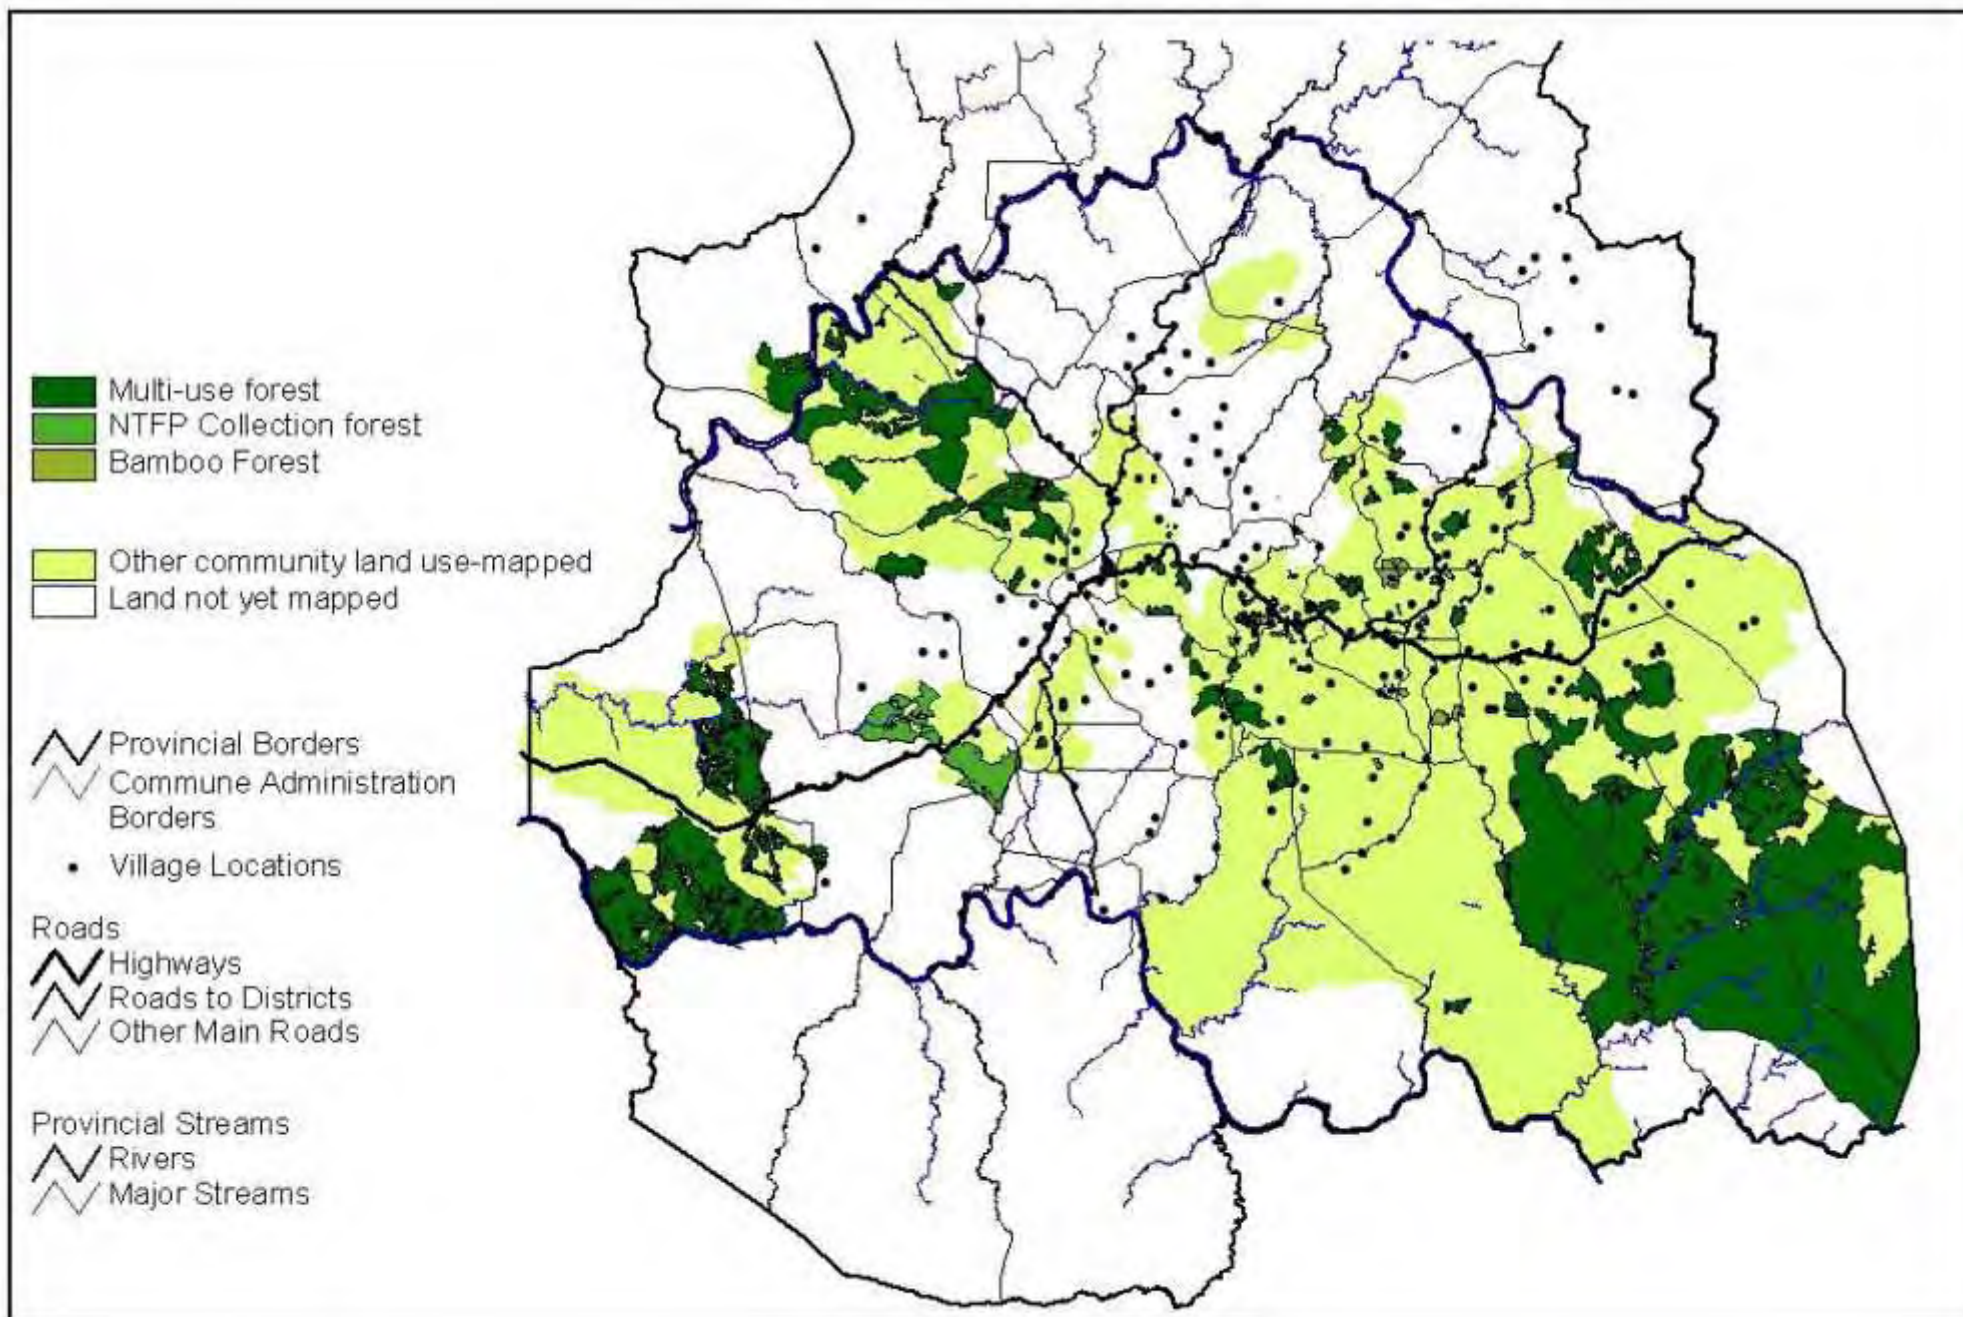 Multi-use forest
NTFP Collection forest
Bamboo Forest
Other community land use-mapped
Land not yet mapped
Provincial Borders
Commune Administration
Borders
Village Locations
Roads
Highways
Roads to Districts
Other Main Roads
Provincial Streams
Rivers
Major Streams